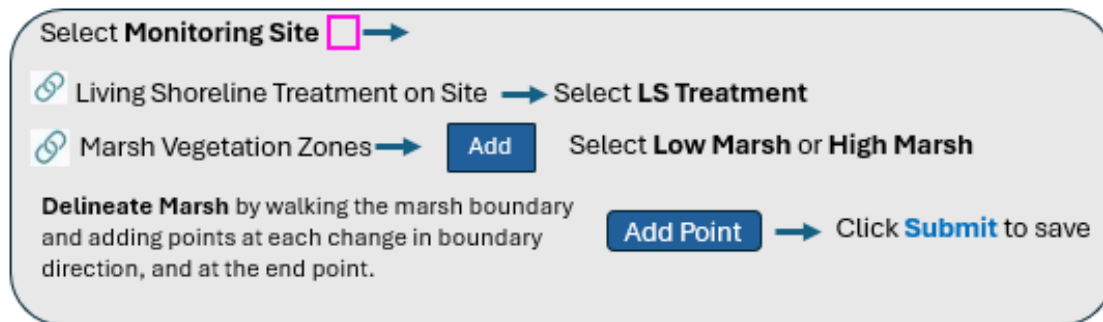 Select Monitoring Site
Living Shoreline Treatment on Site Select LS Treatment
Marsh Vegetation Zones Add Select Low Marsh or High Marsh
Delineate Marsh by walking the marsh boundary
and adding points at each change in boundary
direction, and at the end point.
Add Point Click Submit to save